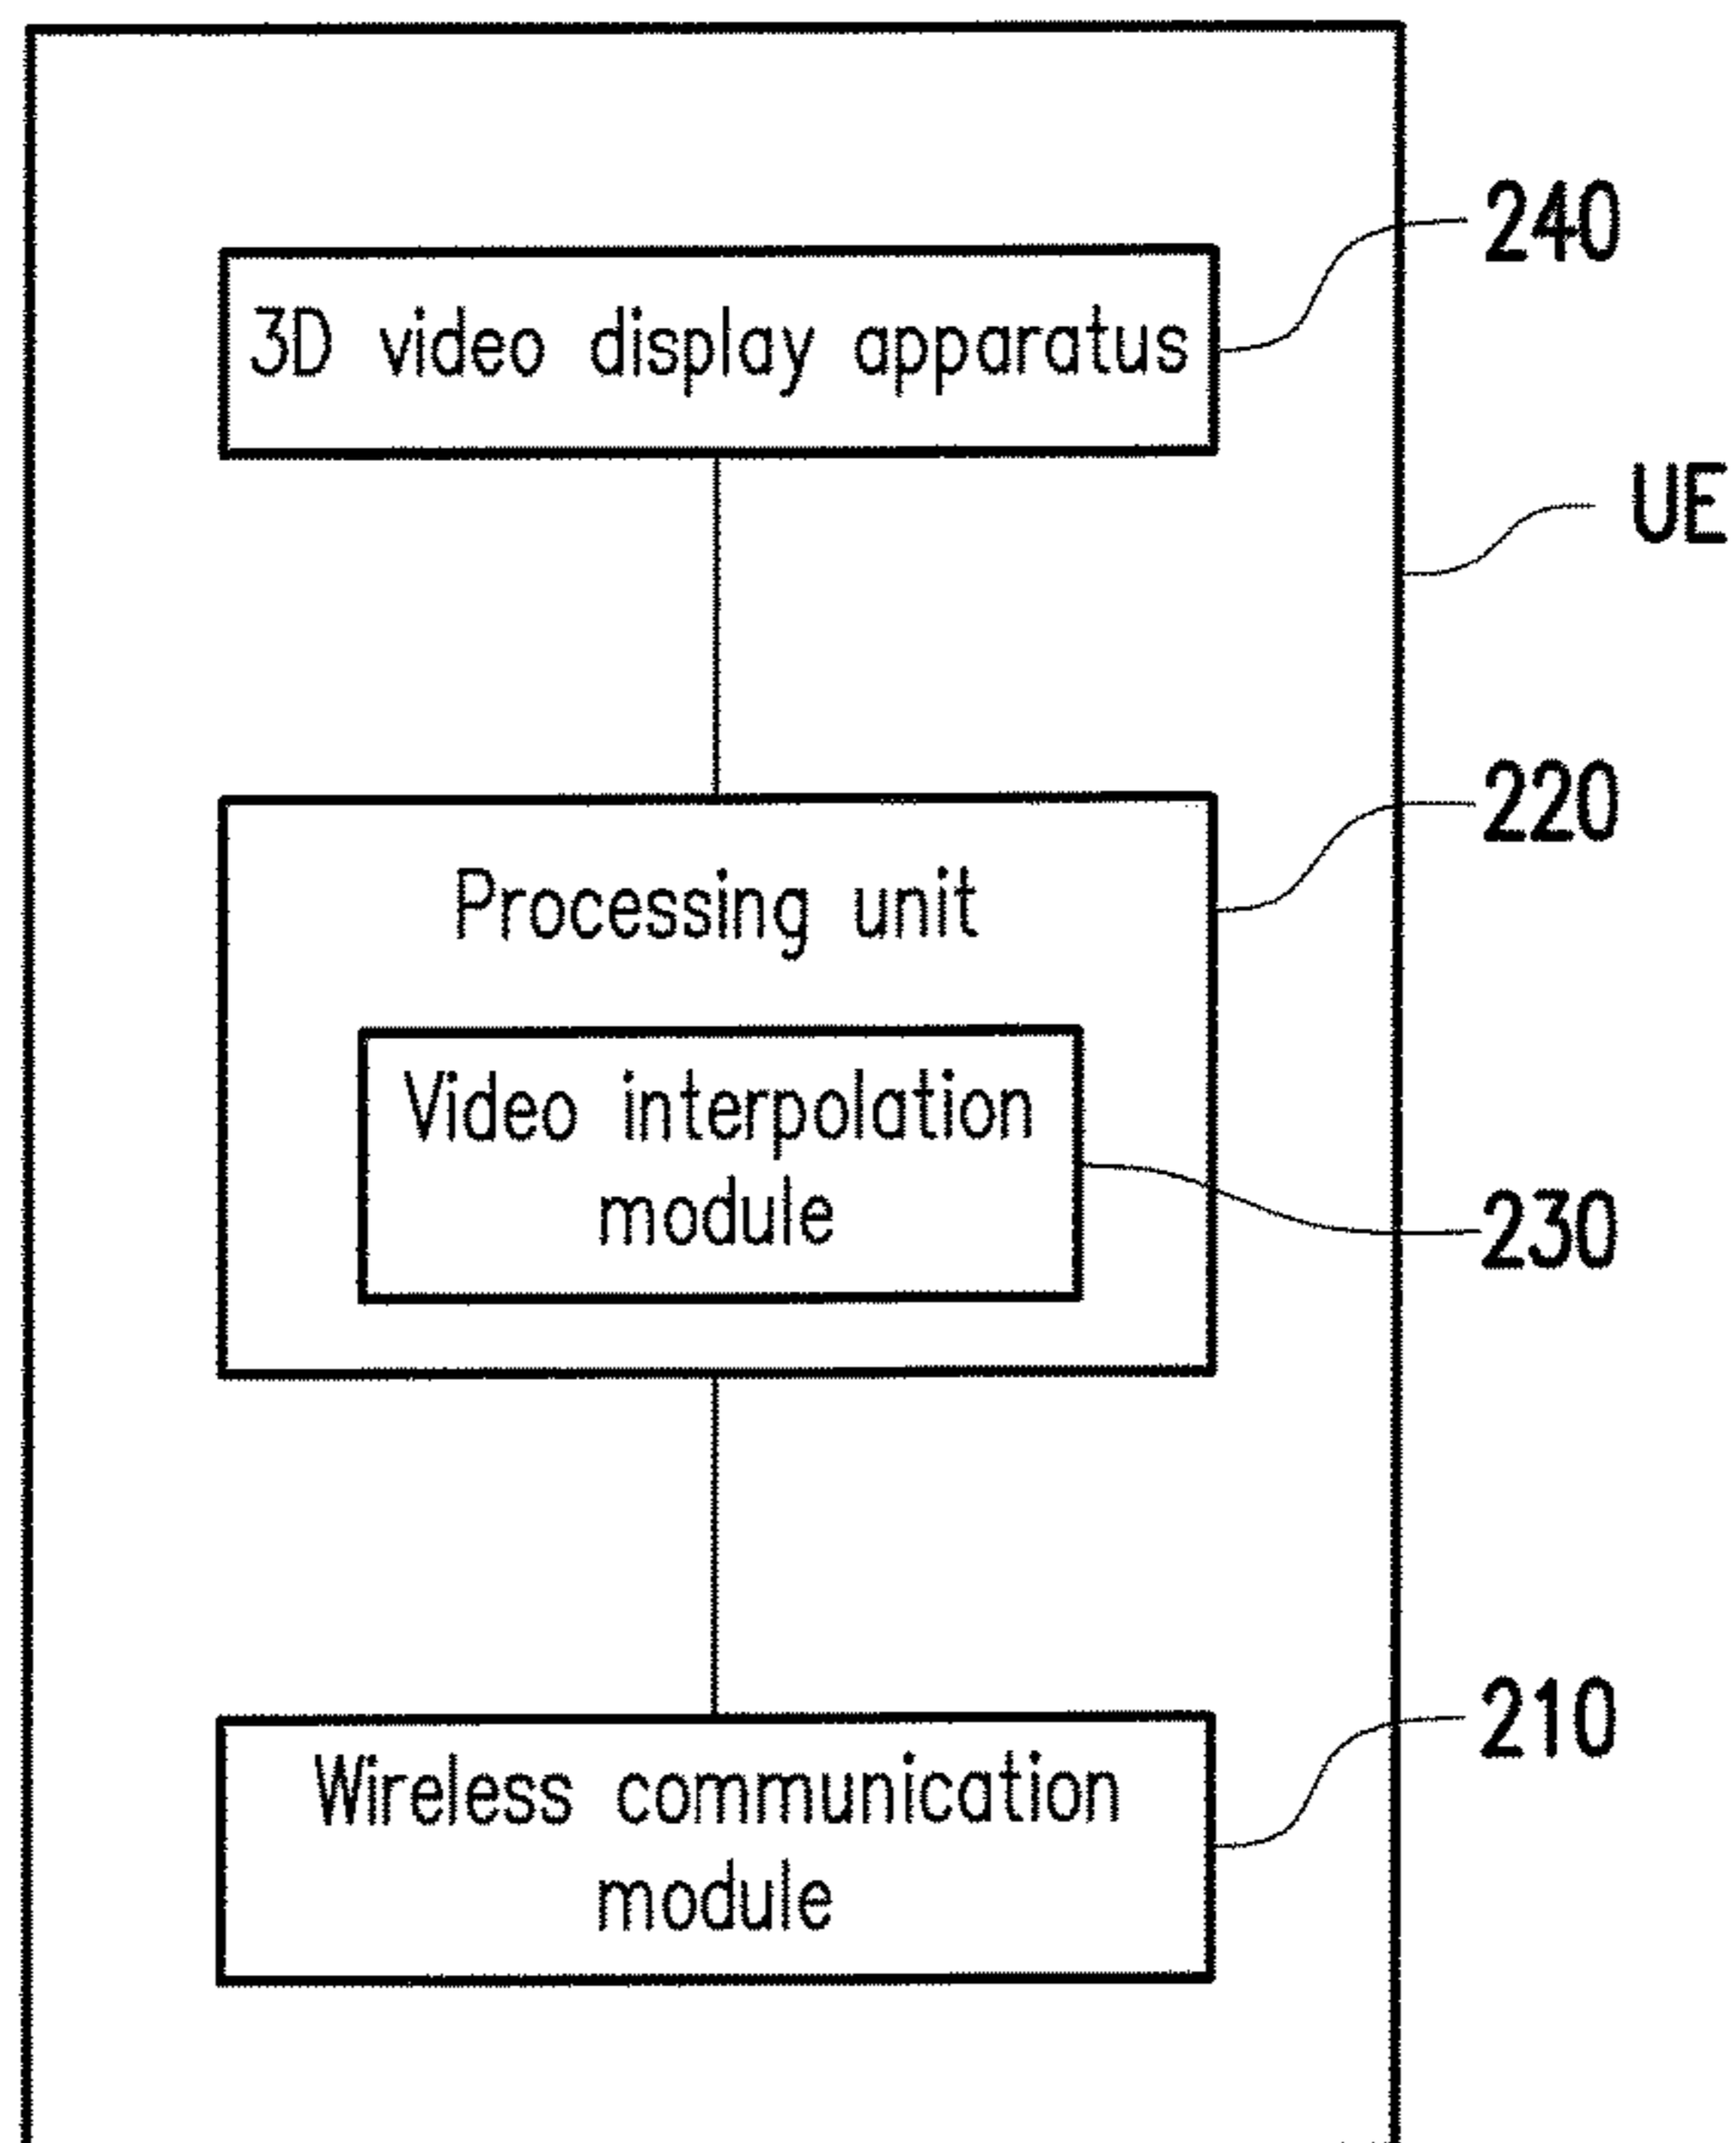 240
3D video display apparatus
UE
220
Processing unit
Video interpolation
module
230
210
Wireless communication
module